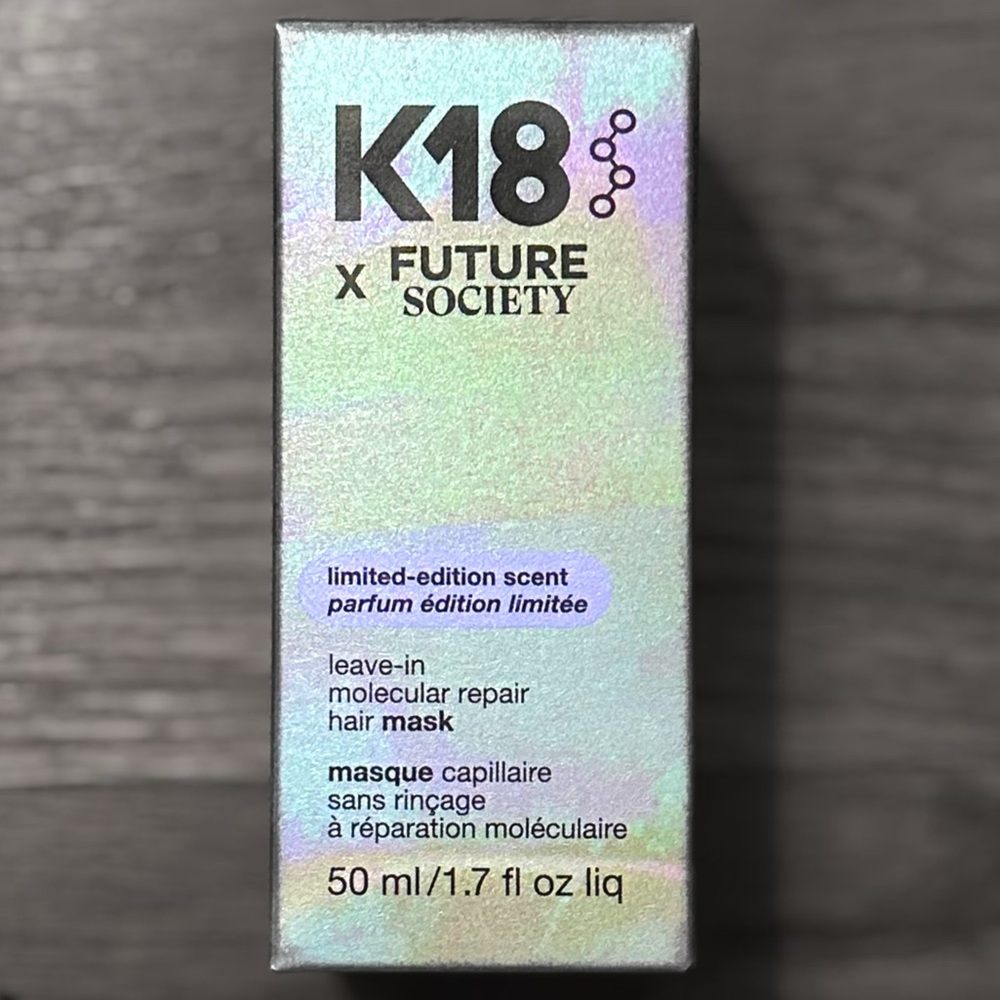 K18
x FUTURE
SOCIETY
limited-edition scent
parfum édition limitée
leave-in
molecular repair
hair mask
masque capillaire
sans rinçage
à réparation moléculaire
50 ml/1.7 fl oz liq